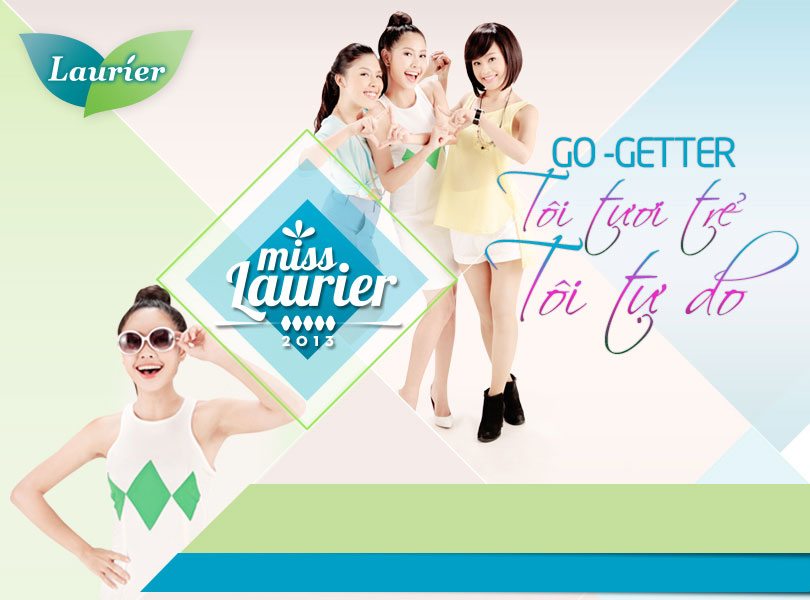 Laurier
GO -GETTER
Tôi tươi trẻ
Tôi tự do
miss
Laurier
2013